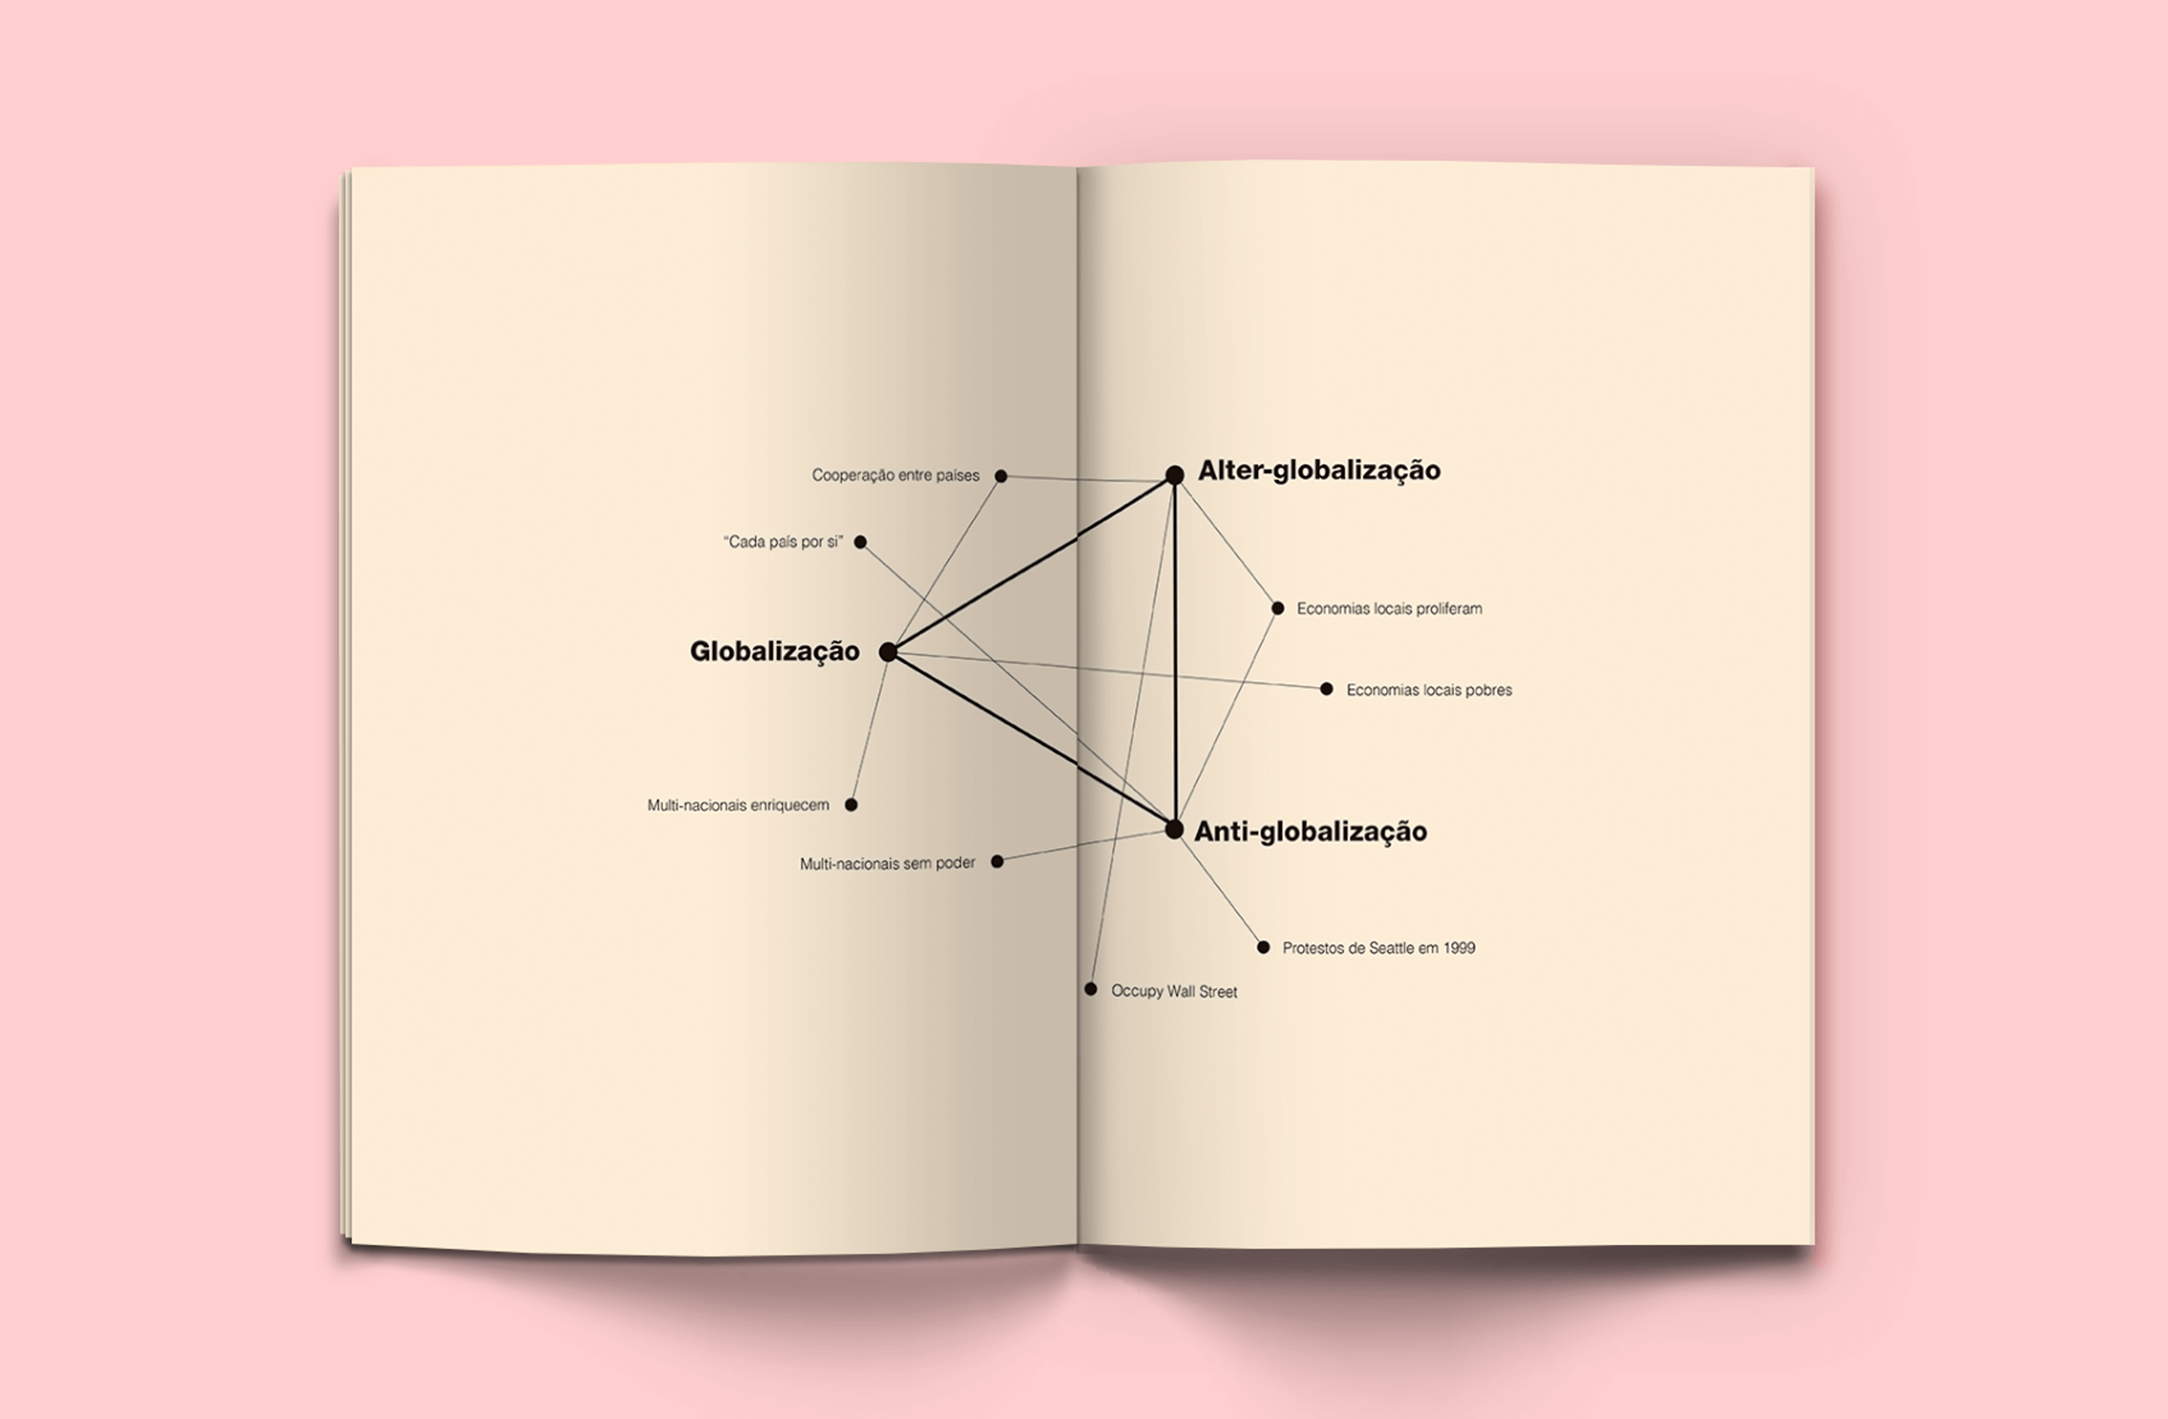 Cooperação entre países
Alter-globalização
“Cada país por si”
Economias locais proliferam
Globalização
Economias locais pobres
Multi-nacionais enriquecem
Anti-globalização
Multi-nacionais sem poder
Protestos de Seattle em 1999
Occupy Wall Street